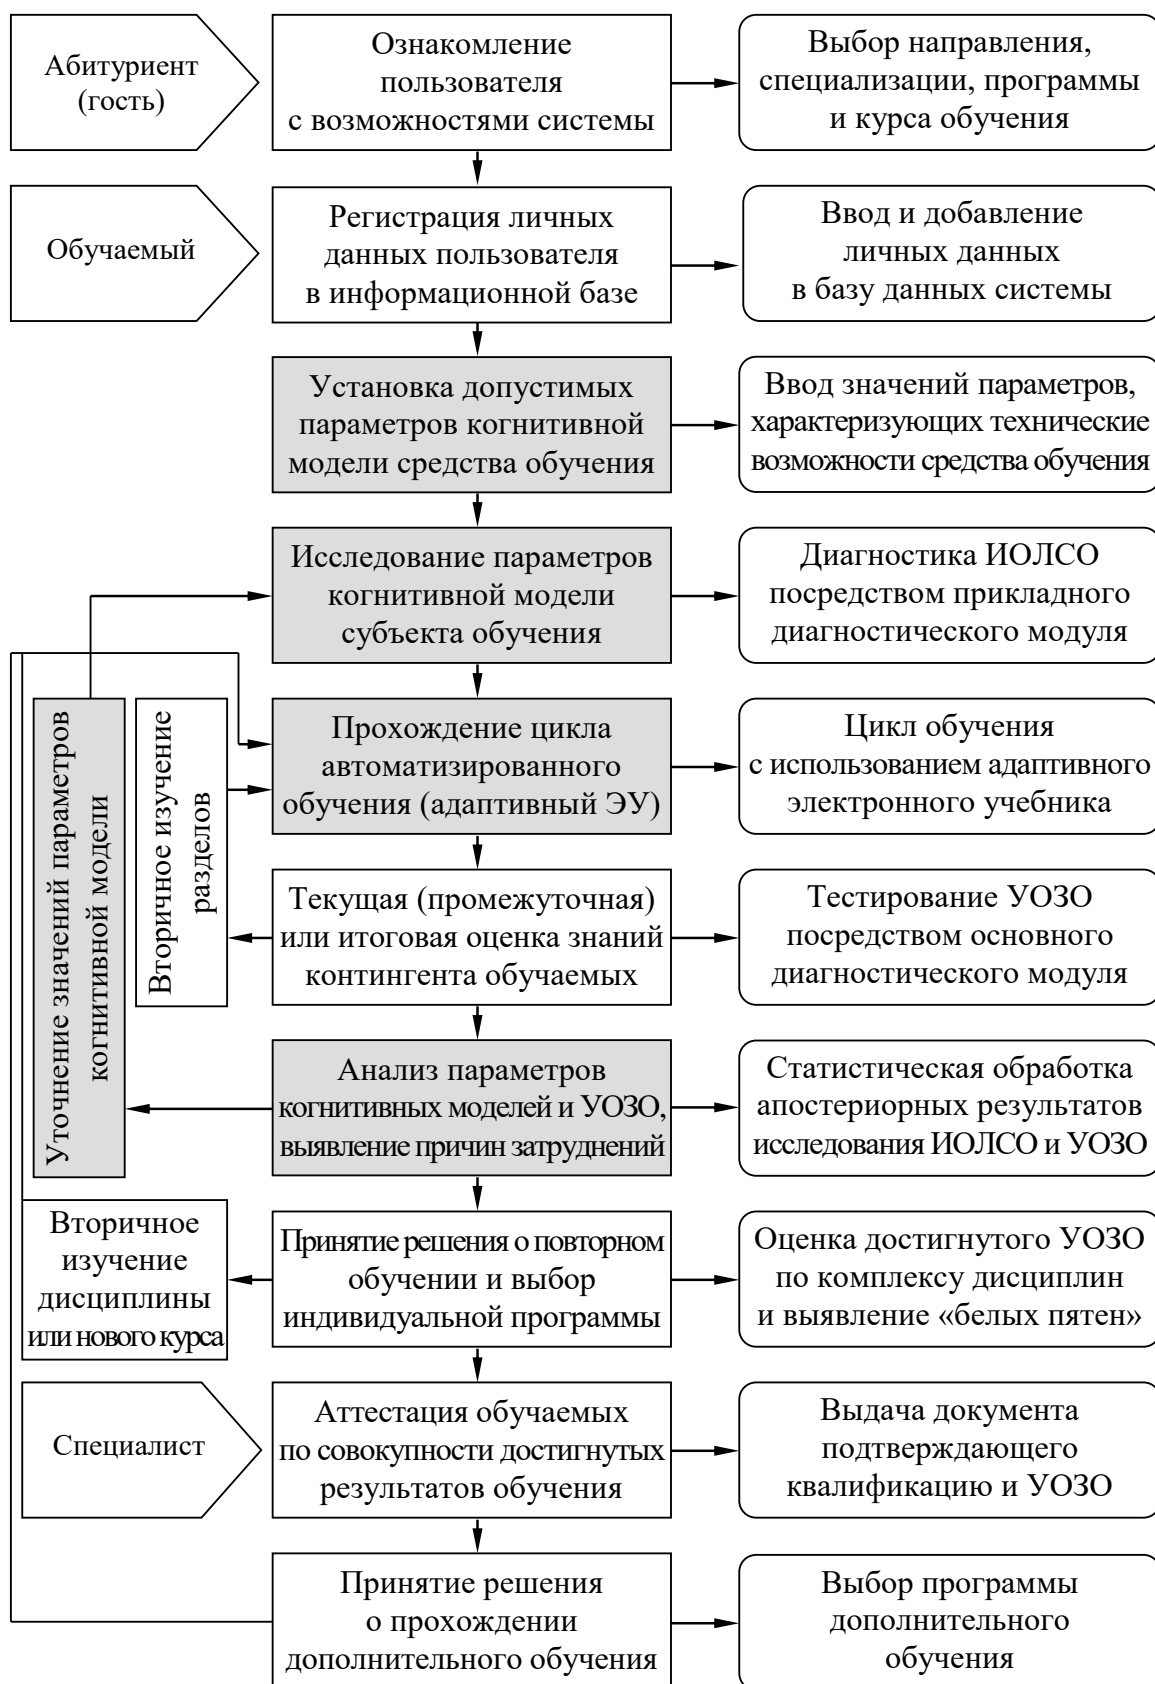 Абитуриент
(гость)
Ознакомление
пользователя
с возможностями системы
Выбор направления,
специализации, программы
и курса обучения
Обучаемый
Регистрация личных
данных пользователя
в информационной базе
Ввод и добавление
личных данных
в базу данных системы
Установка допустимых
параметров когнитивной
модели средства обучения
Ввод значений параметров,
характеризующих технические
возможности средства обучения
Исследование параметров
когнитивной модели
субъекта обучения
Диагностика ИОЛСО
посредством прикладного
диагностического модуля
Уточнение значений параметров
когнитивной модели
Вторичное изучение
разделов
Прохождение цикла
автоматизированного
обучения (адаптивный ЭУ)
Цикл обучения
с использованием адаптивного
электронного учебника
Текущая (промежуточная)
или итоговая оценка знаний
контингента обучаемых
Тестирование УОЗО
посредством основного
диагностического модуля
Анализ параметров
когнитивных моделей и УОЗО,
выявление причин затруднений
Статистическая обработка
апостериорных результатов
исследования ИОЛСО и УОЗО
Вторичное
изучение
дисциплины
или нового курса
Принятие решения о повторном
обучении и выбор
индивидуальной программы
Оценка достигнутого УОЗО
по комплексу дисциплин
и выявление «белых пятен»
Специалист
Аттестация обучаемых
по совокупности достигнутых
результатов обучения
Выдача документа
подтверждающего
квалификацию и УОЗО
Принятие решения
о прохождении
дополнительного обучения
Выбор программы
дополнительного
обучения